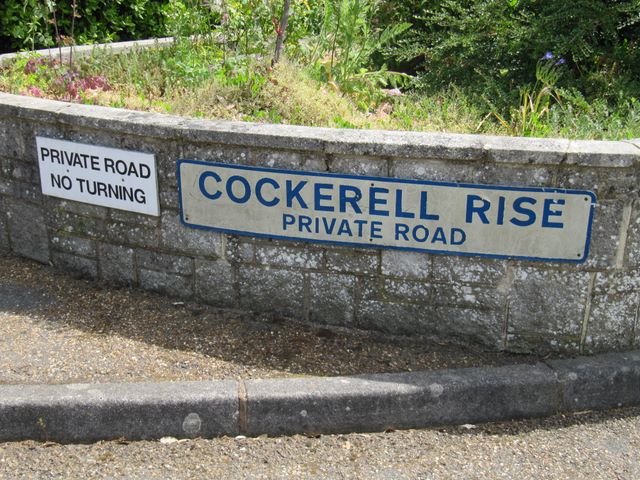 PRIVATE ROAD
NO TURNING
COCKERELL RISE
PRIVATE ROAD